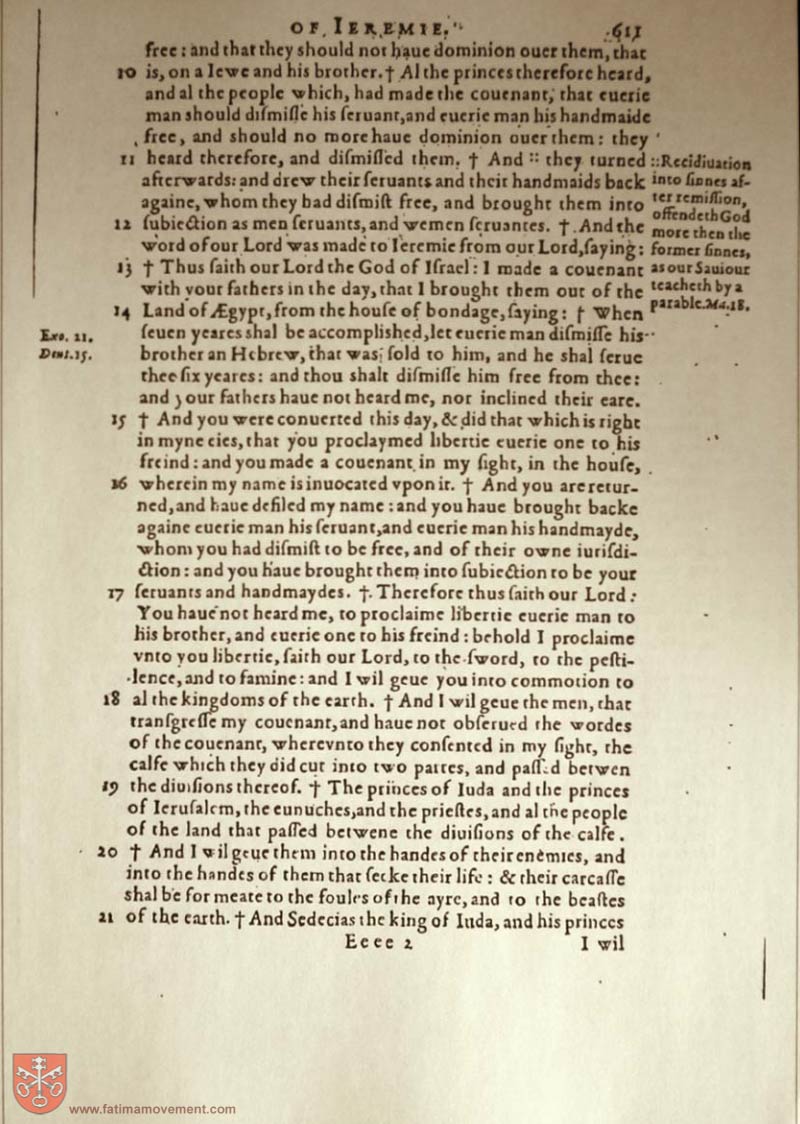 OF IEREMIE. 611
free: and that they should not haue dominion ouer them, that
10 is, on a Iewe and his brother. † Al the princes therefore heard,
and al the people which, had made the couenant, that euerie
man should diſmiſſe his ſeruant, and euerie man his handmaide
free, and should no more haue dominion ouer them: they
11 heard therefore, and diſmiſſed them. † And :: they turned
afterwards: and drew their ſeruants and their handmaids back
againe, whom they had diſmiſt free, and brought them into
12 ſubiection as men ſeruants, and wemen ſeruantes. † And the
word of our Lord was made to Ieremie from our Lord, ſaying:
13 † Thus ſaith our Lord the God of Iſrael: I made a couenant
with your fathers in the day, that I brought them out of the
14 Land of Ægypt, from the houſe of bondage, ſaying: † When
ſeuen yeares shal be accomplished, let euerie man diſmiſſe his
brother an Hebrew, that was ſold to him, and he shal ſerue
thee ſix yeares: and thou shalt diſmiſſe him free from thee:
and your fathers haue not heard me, nor inclined their eare.
15 † And you were conuerted this day, & did that which is right
in myne eies, that you proclaymed libertie euerie one to his
freind: and you made a couenant in my ſight, in the houſe,
16 wherein my name is inuocated vpon it. † And you are retur-
ned, and haue defiled my name: and you haue brought backe
againe euerie man his ſeruant, and euerie man his handmayde,
whom you had diſmiſt to be free, and of their owne iuriſdi-
ction: and you haue brought them into ſubiection to be your
17 ſeruants and handmaydes. †. Therefore thus ſaith our Lord:
You haue not heard me, to proclaime libertie euerie man to
his brother, and euerie one to his freind: behold I proclaime
vnto you libertie, ſaith our Lord, to the ſword, to the peſti-
lence, and to famine: and I wil geue you into commotion to
18 al the kingdoms of the earth. † And I wil geue the men, that
tranſgreſſe my couenant, and haue not obſerued the wordes
of the couenant, wherevnto they conſented in my ſight, the
calfe which they did cut into two partes, and paſſed betwen
19 the diuiſions thereof. † The princes of Iuda and the princes
of Ieruſalem, the eunuches, and the prieſtes, and al the people
of the land that paſſed betwene the diuiſions of the calfe.
20 † And I wil geue them into the handes of their enemies, and
into the handes of them that ſeeke their life: & their carcaſſe
shal be for meate to the foules of the ayre, and to the beaſtes
21 of the earth. † And Sedecias the king of Iuda, and his princes
Eeee 2 I wil
:: Recidiuation
into ſinnes af-
ter remiſſion,
offendeth God
more then the
former ſinnes,
as our Sauiour
teacheth by a
parable. Mt. 18.
Exo. 21.
Deut. 15.
www.fatimamovement.com